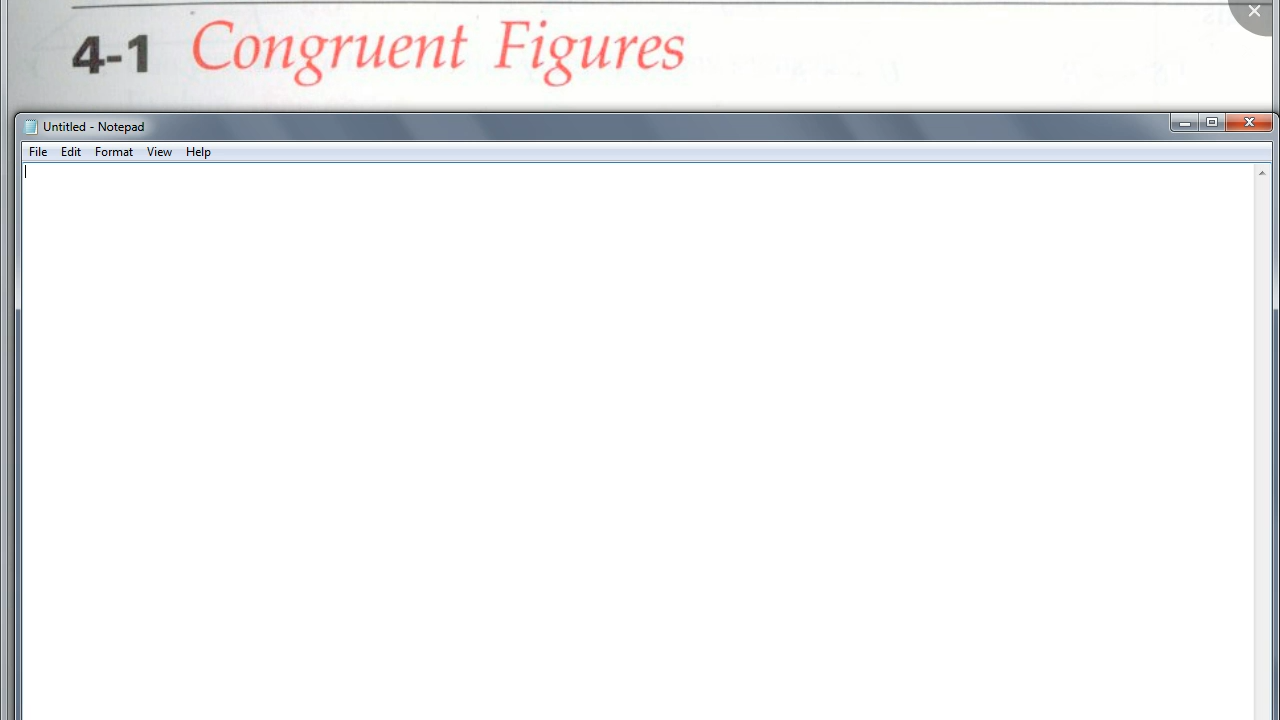 4-1 Congruent Figures
Untitled - Notepad
File Edit Format View Help